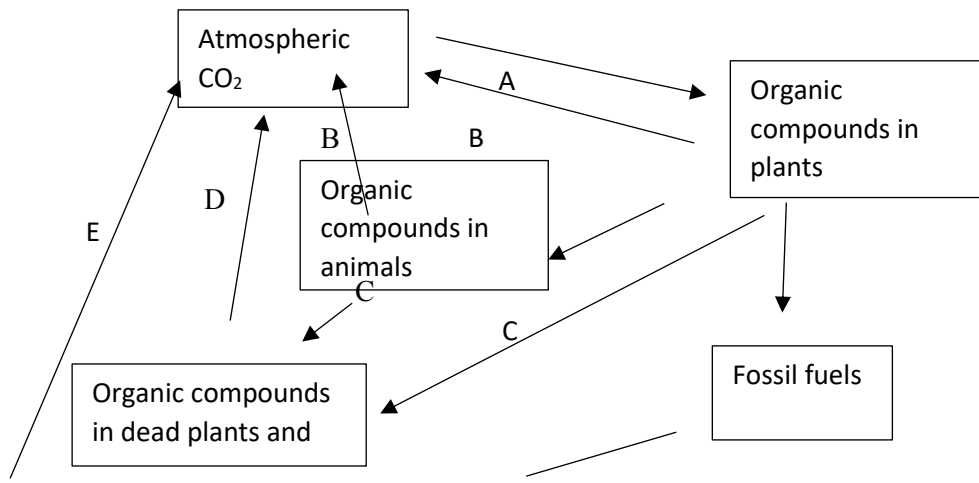 Atmospheric
CO₂
A
Organic
compounds in
plants
B
B
Organic
compounds in
animals
D
E
C
C
Organic compounds
in dead plants and
Fossil fuels